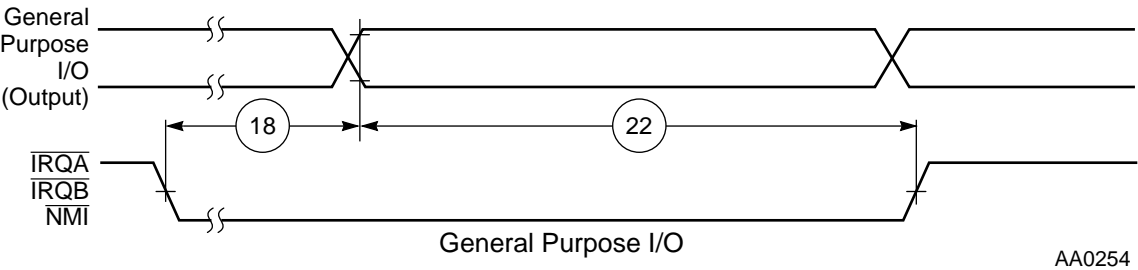 General
Purpose
I/O
(Output)
18
22
IRQA
IRQB
NMI
General Purpose I/O
AA0254